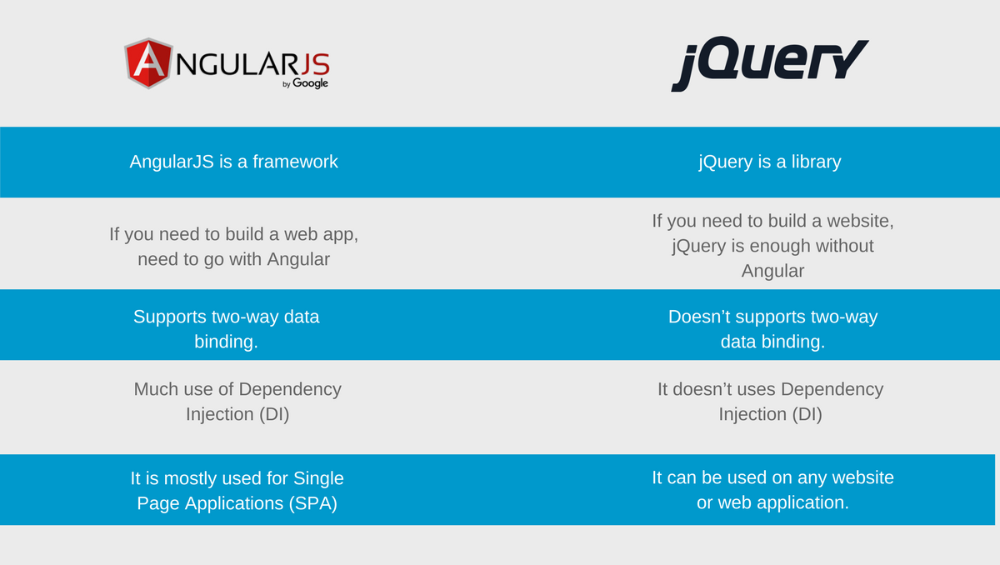 ANGULARJS
by Google
jQuery
AngularJS is a framework
jQuery is a library
If you need to build a web app,
need to go with Angular
If you need to build a website,
jQuery is enough without
Angular
Supports two-way data
binding.
Doesn’t supports two-way
data binding.
Much use of Dependency
Injection (DI)
It doesn’t uses Dependency
Injection (DI)
It is mostly used for Single
Page Applications (SPA)
It can be used on any website
or web application.